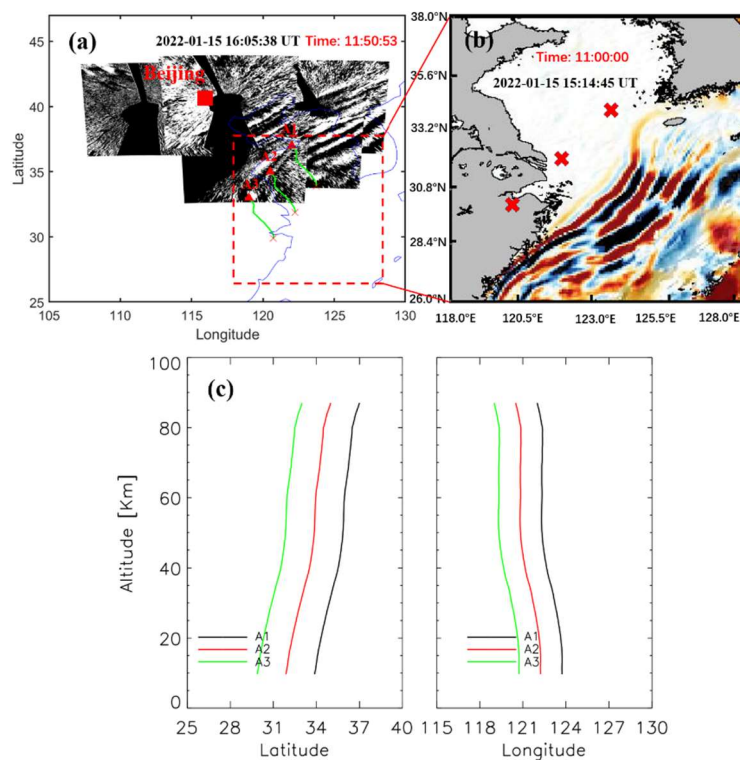 (a) 2022-01-15 16:05:38 UT Time: 11:50:53
Beijing
A1
A2
A3
45
40
35
30
25
Latitude
105 110 115 120 125 130
Longitude
(b)
Time: 11:00:00
2022-01-15 15:14:45 UT
38.0°N
35.6°N
33.2°N
30.8°N
28.4°N
26.0°N
118.0°E 120.5°E 123.0°E 125.5°E 128.0°E
(c)
100
80
60
40
20
0
Altitude [Km]
A1
A2
A3
25 28 31 34 37 40
Latitude
A1
A2
A3
115 118 121 124 127 130
Longitude